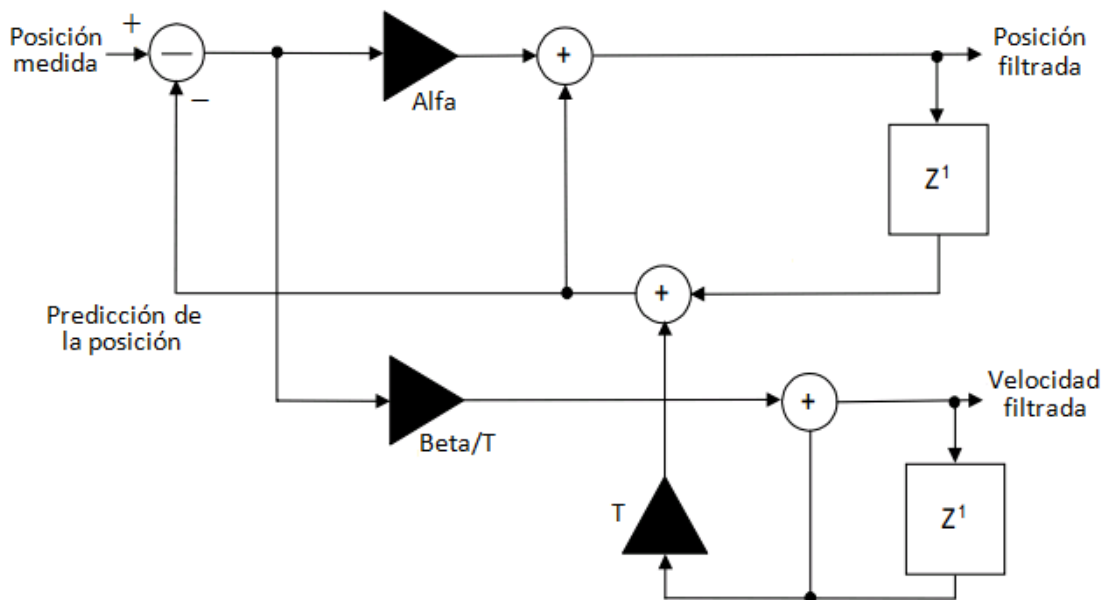 Posición
medida
+
−
−
Alfa
+
Posición
filtrada
Z¹
+
Predicción de
la posición
Beta/T
+
Velocidad
filtrada
T
Z¹